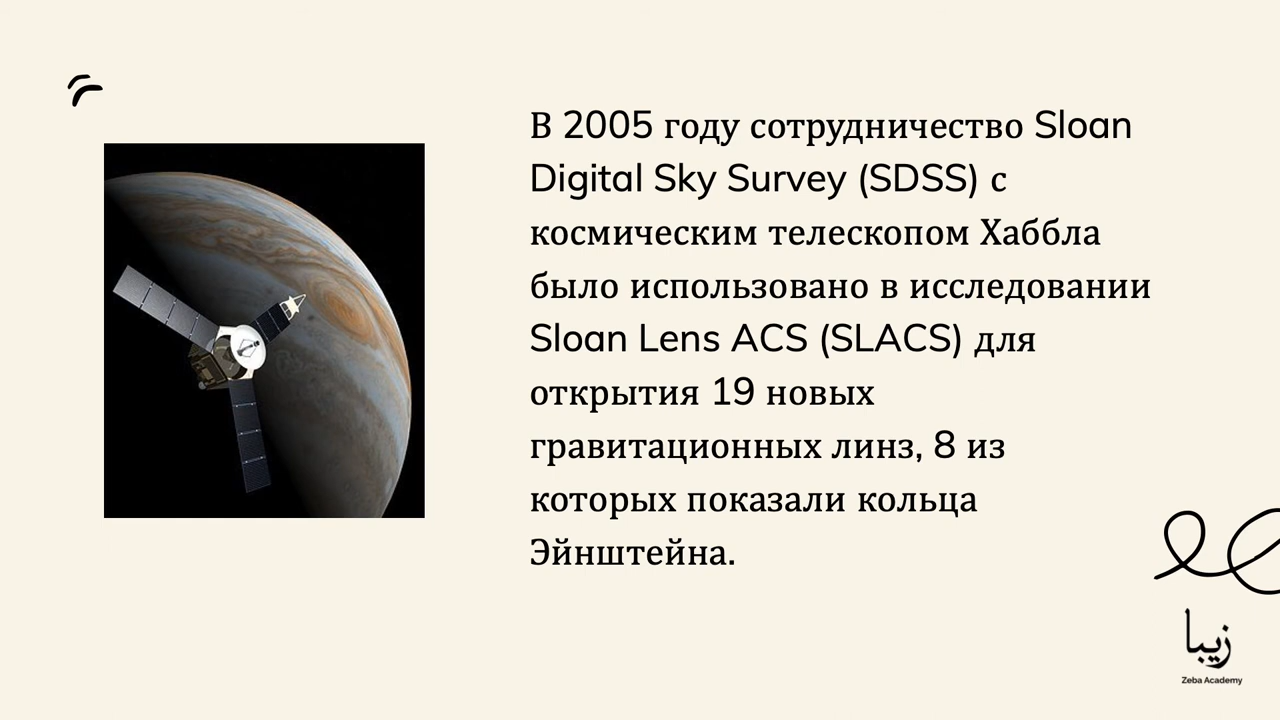 В 2005 году сотрудничество Sloan
Digital Sky Survey (SDSS) с
космическим телескопом Хаббла
было использовано в исследовании
Sloan Lens ACS (SLACS) для
открытия 19 новых
гравитационных линз, 8 из
которых показали кольца
Эйнштейна.
زيبا
Zeba Academy